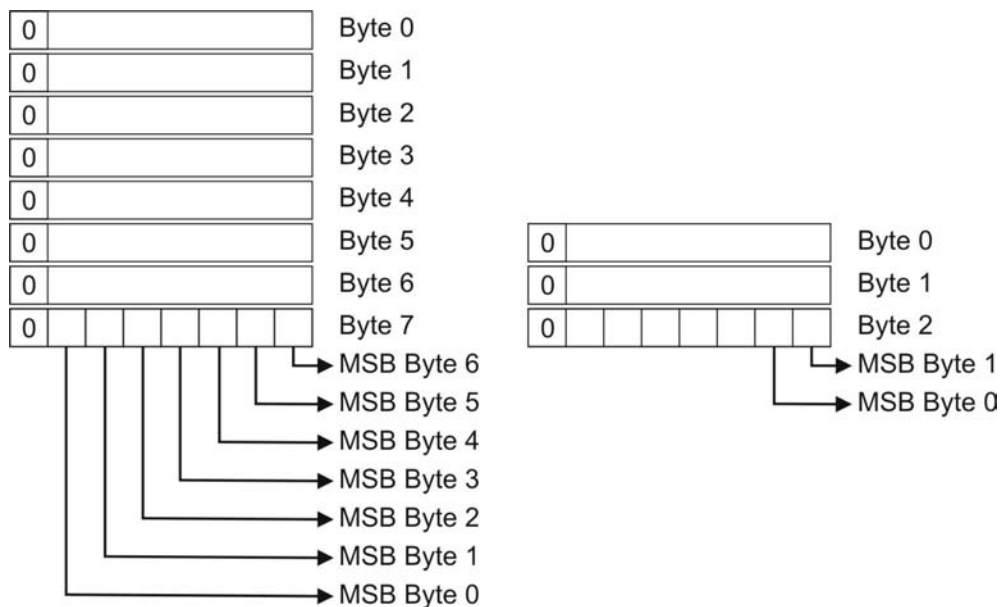 0 Byte 0
0 Byte 1
0 Byte 2
0 Byte 3
0 Byte 4
0 Byte 5
0 Byte 6
0 Byte 7
MSB Byte 6
MSB Byte 5
MSB Byte 4
MSB Byte 3
MSB Byte 2
MSB Byte 1
MSB Byte 0
0 Byte 0
0 Byte 1
0 Byte 2
MSB Byte 1
MSB Byte 0